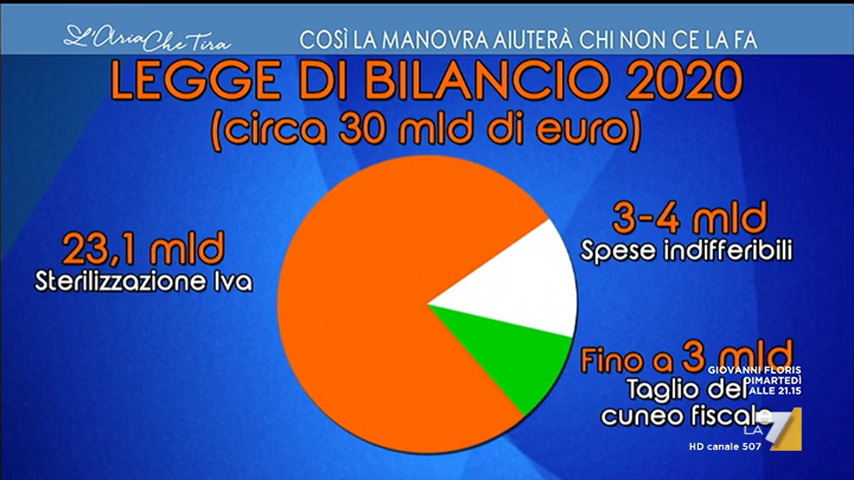 L'Aria Che Tira
COSÌ LA MANOVRA AIUTERÀ CHI NON CE LA FA
LEGGE DI BILANCIO 2020
(circa 30 mld di euro)
23,1 mld
Sterilizzazione Iva
3-4 mld
Spese indifferibili
Fino a 3 mld
Taglio del
cuneo fiscale
GIOVANNI FLORIS
DIMARTEDÌ
ALLE 21.15
LA 7
HD canale 507